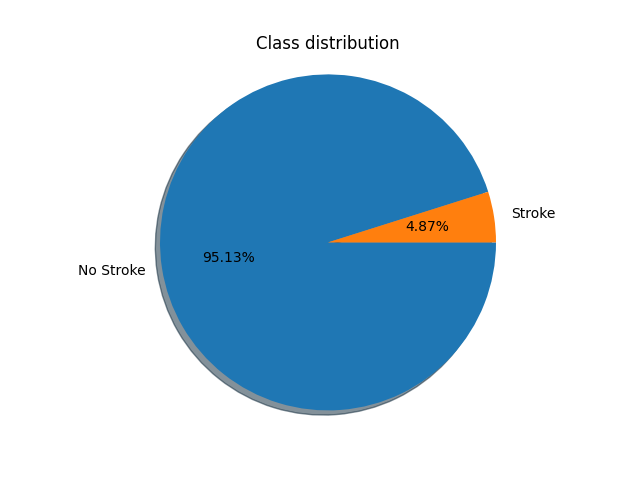 Class distribution
Stroke
4.87%
95.13%
No Stroke